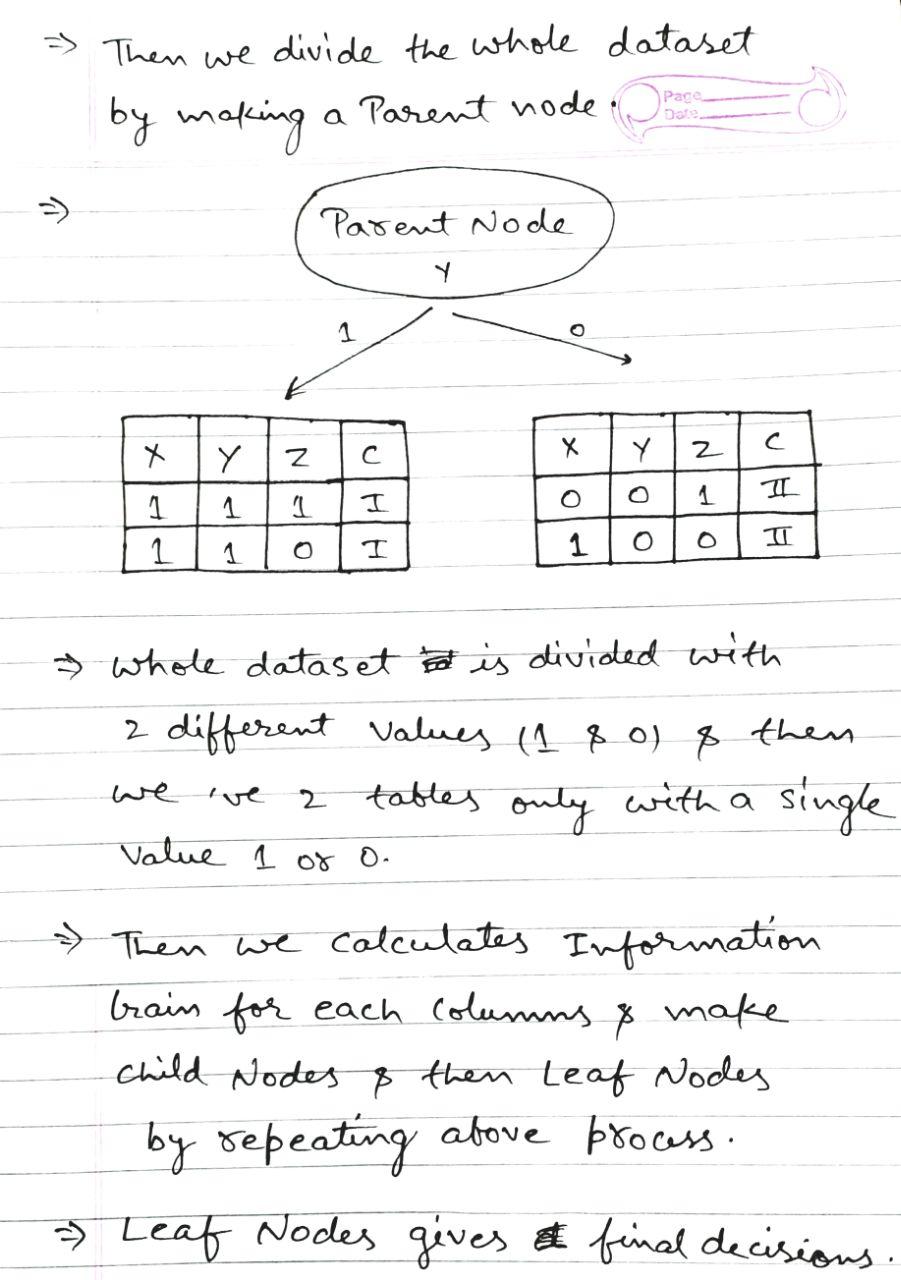 ⇒ Then we divide the whole dataset
by making a Parent node.
Page
Date
⇒
Parent Node
Y
1 0
X Y Z C
1 1 1 I
1 1 0 I
X Y Z C
0 0 1 II
1 0 0 II
⇒ whole dataset is divided with
2 different values (1 & 0) & then
we 've 2 tables only with a single
value 1 or 0.
⇒ Then we calculates Information
Gain for each columns & make
child Nodes & then Leaf Nodes
by repeating above process.
⇒ Leaf Nodes gives final decisions.